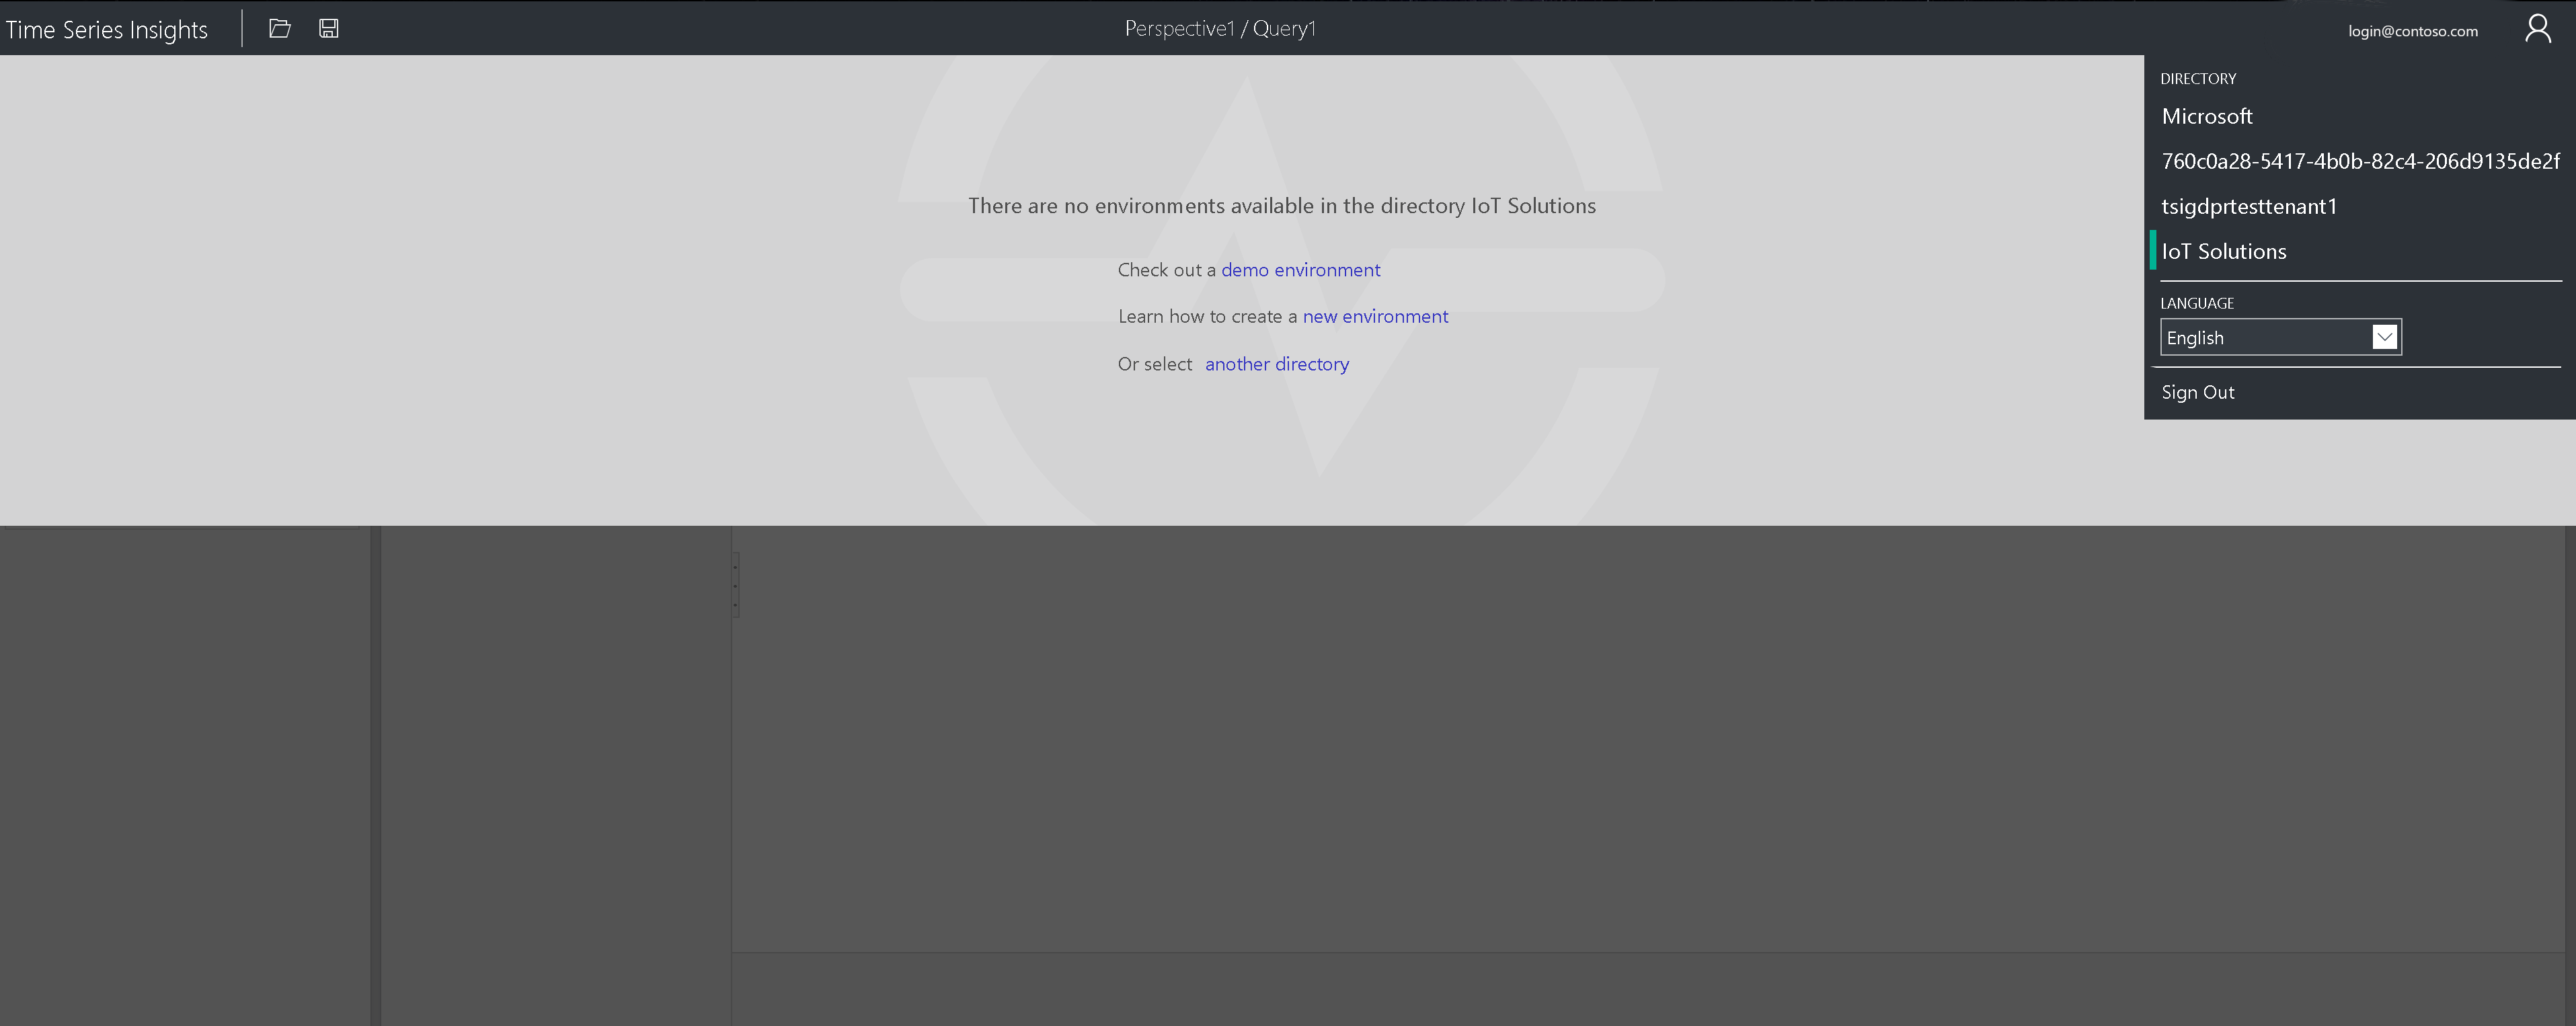 Time Series Insights
Perspective1 / Query1
login@contoso.com
There are no environments available in the directory IoT Solutions
Check out a demo environment
Learn how to create a new environment
Or select another directory
DIRECTORY
Microsoft
760c0a28-5417-4b0b-82c4-206d9135de2f
tsigdprtesttenant1
IoT Solutions
LANGUAGE
English
Sign Out